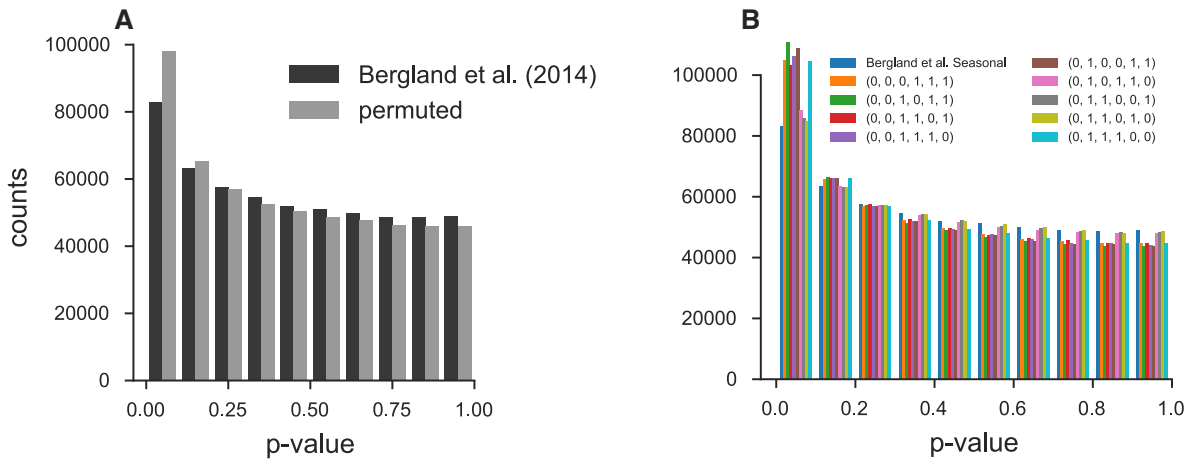 A
100000
80000
60000
40000
20000
0
counts
0.00 0.25 0.50 0.75 1.00
p-value
Bergland et al. (2014)
permuted
B
100000
80000
60000
40000
20000
0
0.0 0.2 0.4 0.6 0.8 1.0
p-value
Bergland et al. Seasonal
(0, 0, 0, 1, 1, 1)
(0, 0, 1, 0, 1, 1)
(0, 0, 1, 1, 0, 1)
(0, 0, 1, 1, 1, 0)
(0, 1, 0, 0, 1, 1)
(0, 1, 0, 1, 1, 0)
(0, 1, 1, 0, 0, 1)
(0, 1, 1, 0, 1, 0)
(0, 1, 1, 1, 0, 0)